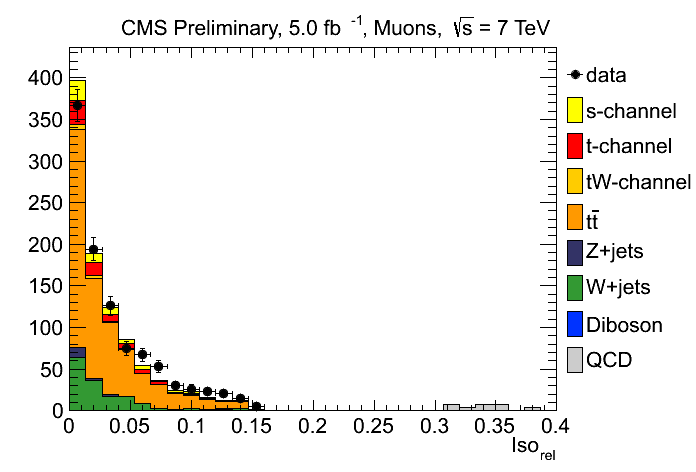 CMS Preliminary, 5.0 fb⁻¹, Muons, √s = 7 TeV
400
350
300
250
200
150
100
50
0
0 0.05 0.1 0.15 0.2 0.25 0.3 0.35 0.4
Iso_rel
data
s-channel
t-channel
tW-channel
tt̄
Z+jets
W+jets
Diboson
QCD